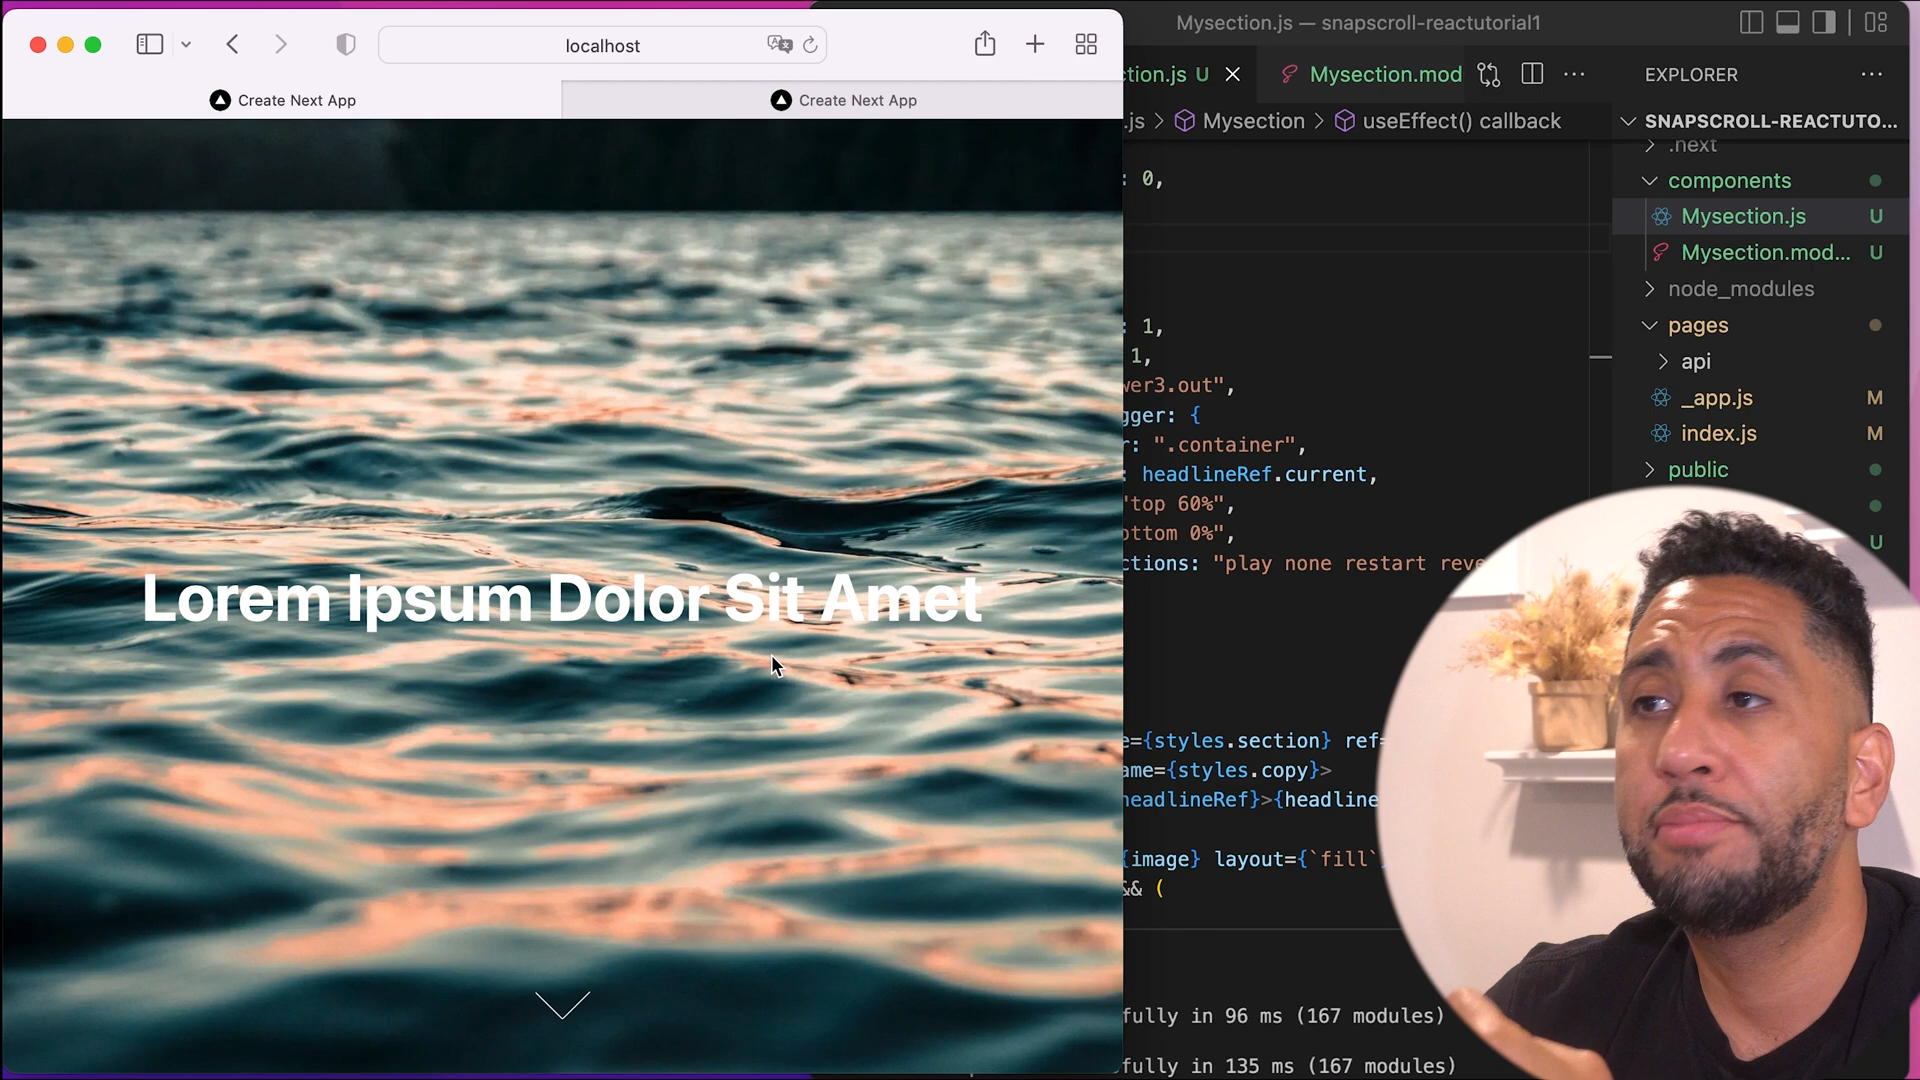 localhost
Create Next App
Create Next App
Lorem Ipsum Dolor Sit Amet
Mysection.js — snapscroll-reactutorial1
ction.js U
Mysection.mod
.js > Mysection > useEffect() callback
: 0,
: 1,
1,
wer3.out",
gger: {
r: ".container",
: headlineRef.current,
"top 60%",
ottom 0%",
ctions: "play none restart reve
e={styles.section} ref=
ame={styles.copy}>
headlineRef}>{headline
{image} layout={`fill`
&& (
fully in 96 ms (167 modules)
fully in 135 ms (167 modules)
EXPLORER
SNAPSCROLL-REACTUTO...
.next
components
Mysection.js U
Mysection.mod... U
node_modules
pages
api
_app.js M
index.js M
public
U